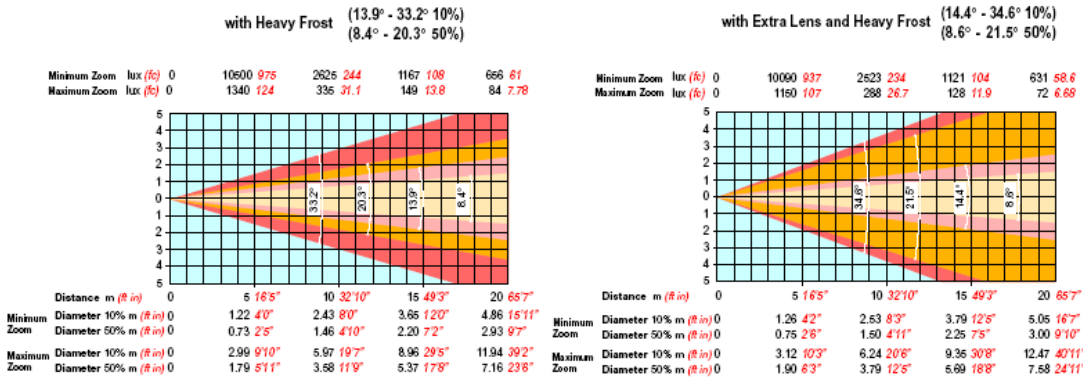 with Heavy Frost (13.9° - 33.2° 10%)
(8.4° - 20.3° 50%)
Minimum Zoom lux (fc) 0 10500 975 2625 244 1167 108 656 61
Maximum Zoom lux (fc) 0 1340 124 335 31.1 149 13.8 84 7.78
5
4
3
2
1
0
1
2
3
4
5
33.2° 20.3° 13.9° 8.4°
Distance m (ft in) 0 5 16'5" 10 32'10" 15 49'3" 20 65'7"
Minimum Zoom
Diameter 10% m (ft in) 0 1.22 4'0" 2.43 8'0" 3.65 12'0" 4.86 15'11"
Diameter 50% m (ft in) 0 0.73 2'5" 1.46 4'10" 2.20 7'2" 2.93 9'7"
Maximum Zoom
Diameter 10% m (ft in) 0 2.99 9'10" 5.97 19'7" 8.96 29'5" 11.94 39'2"
Diameter 50% m (ft in) 0 1.79 5'11" 3.58 11'9" 5.37 17'8" 7.16 23'6"
with Extra Lens and Heavy Frost (14.4° - 34.6° 10%)
(8.6° - 21.5° 50%)
Minimum Zoom lux (fc) 0 10090 937 2523 234 1121 104 631 58.6
Maximum Zoom lux (fc) 0 1150 107 288 26.7 128 11.9 72 6.68
5
4
3
2
1
0
1
2
3
4
5
34.6° 21.5° 14.4° 8.6°
Distance m (ft in) 0 5 16'5" 10 32'10" 15 49'3" 20 65'7"
Minimum Zoom
Diameter 10% m (ft in) 0 1.26 4'2" 2.53 8'3" 3.79 12'5" 5.05 16'7"
Diameter 50% m (ft in) 0 0.75 2'6" 1.50 4'11" 2.25 7'5" 3.00 9'10"
Maximum Zoom
Diameter 10% m (ft in) 0 3.12 10'3" 6.24 20'6" 9.35 30'8" 12.47 40'11"
Diameter 50% m (ft in) 0 1.90 6'3" 3.79 12'5" 5.69 18'8" 7.58 24'11"